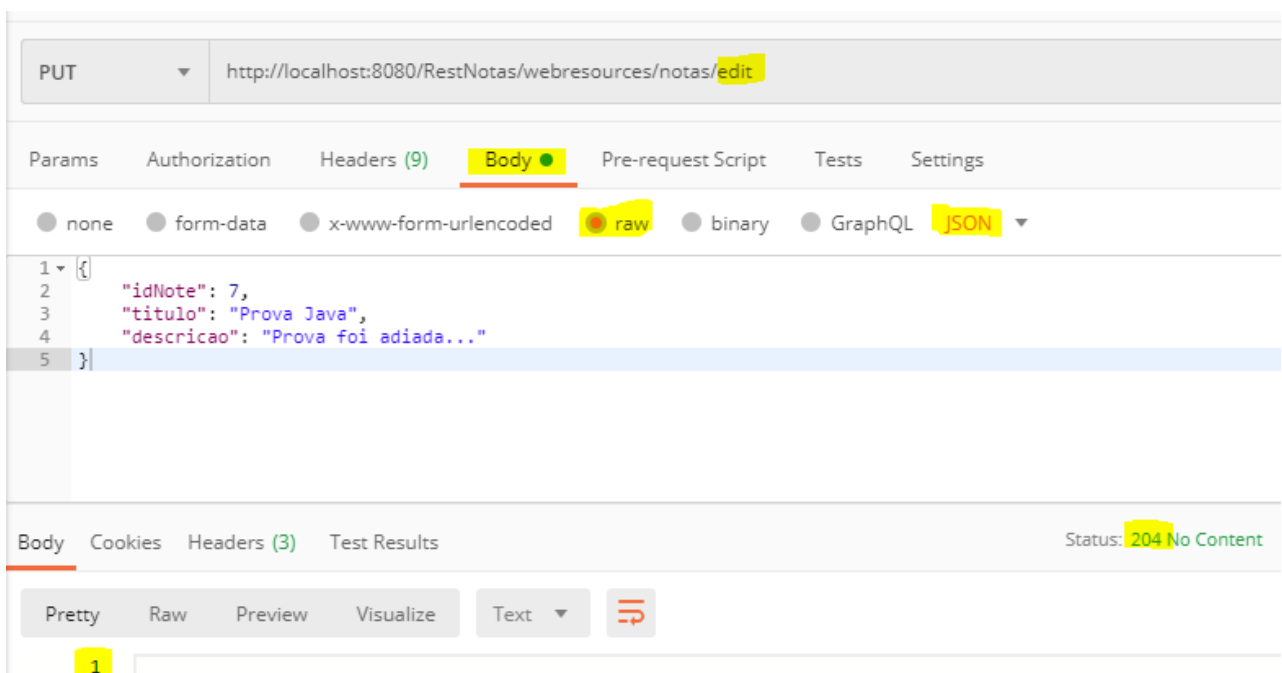 PUT http://localhost:8080/RestNotas/webresources/notas/edit
Params Authorization Headers (9) Body Pre-request Script Tests Settings
none form-data x-www-form-urlencoded raw binary GraphQL JSON
1 {
2 "idNote": 7,
3 "titulo": "Prova Java",
4 "descricao": "Prova foi adiada..."
5 }
Body Cookies Headers (3) Test Results Status: 204 No Content
Pretty Raw Preview Visualize Text
1